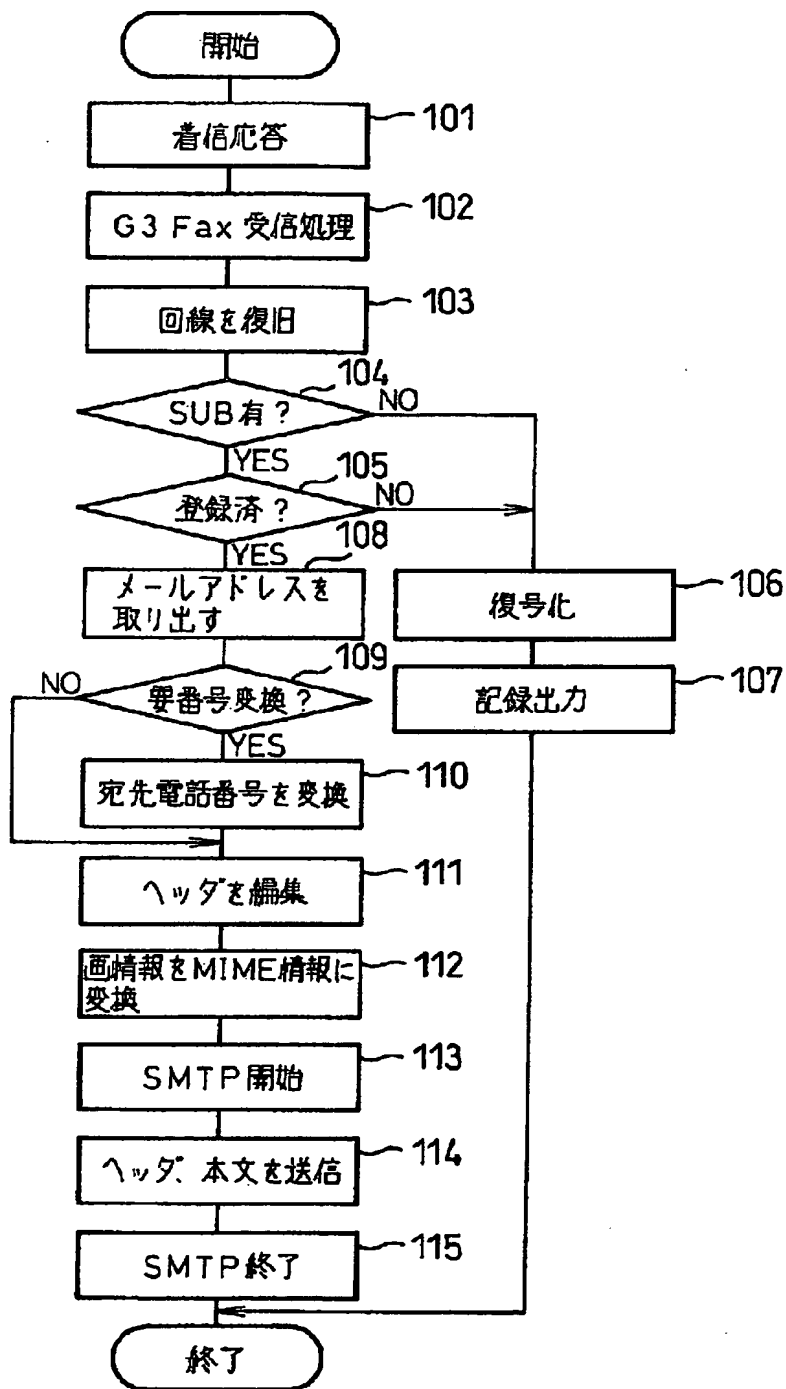 開始
着信応答
101
G3 Fax 受信処理
102
回線を復旧
103
SUB有?
104
NO
YES
登録済?
105
NO
YES
メールアドレスを
取り出す
108
復号化
106
記録出力
107
要番号変換?
109
NO
YES
宛先電話番号を変換
110
ヘッダを編集
111
画情報をMIME情報に
変換
112
SMTP開始
113
ヘッダ、本文を送信
114
SMTP終了
115
終了